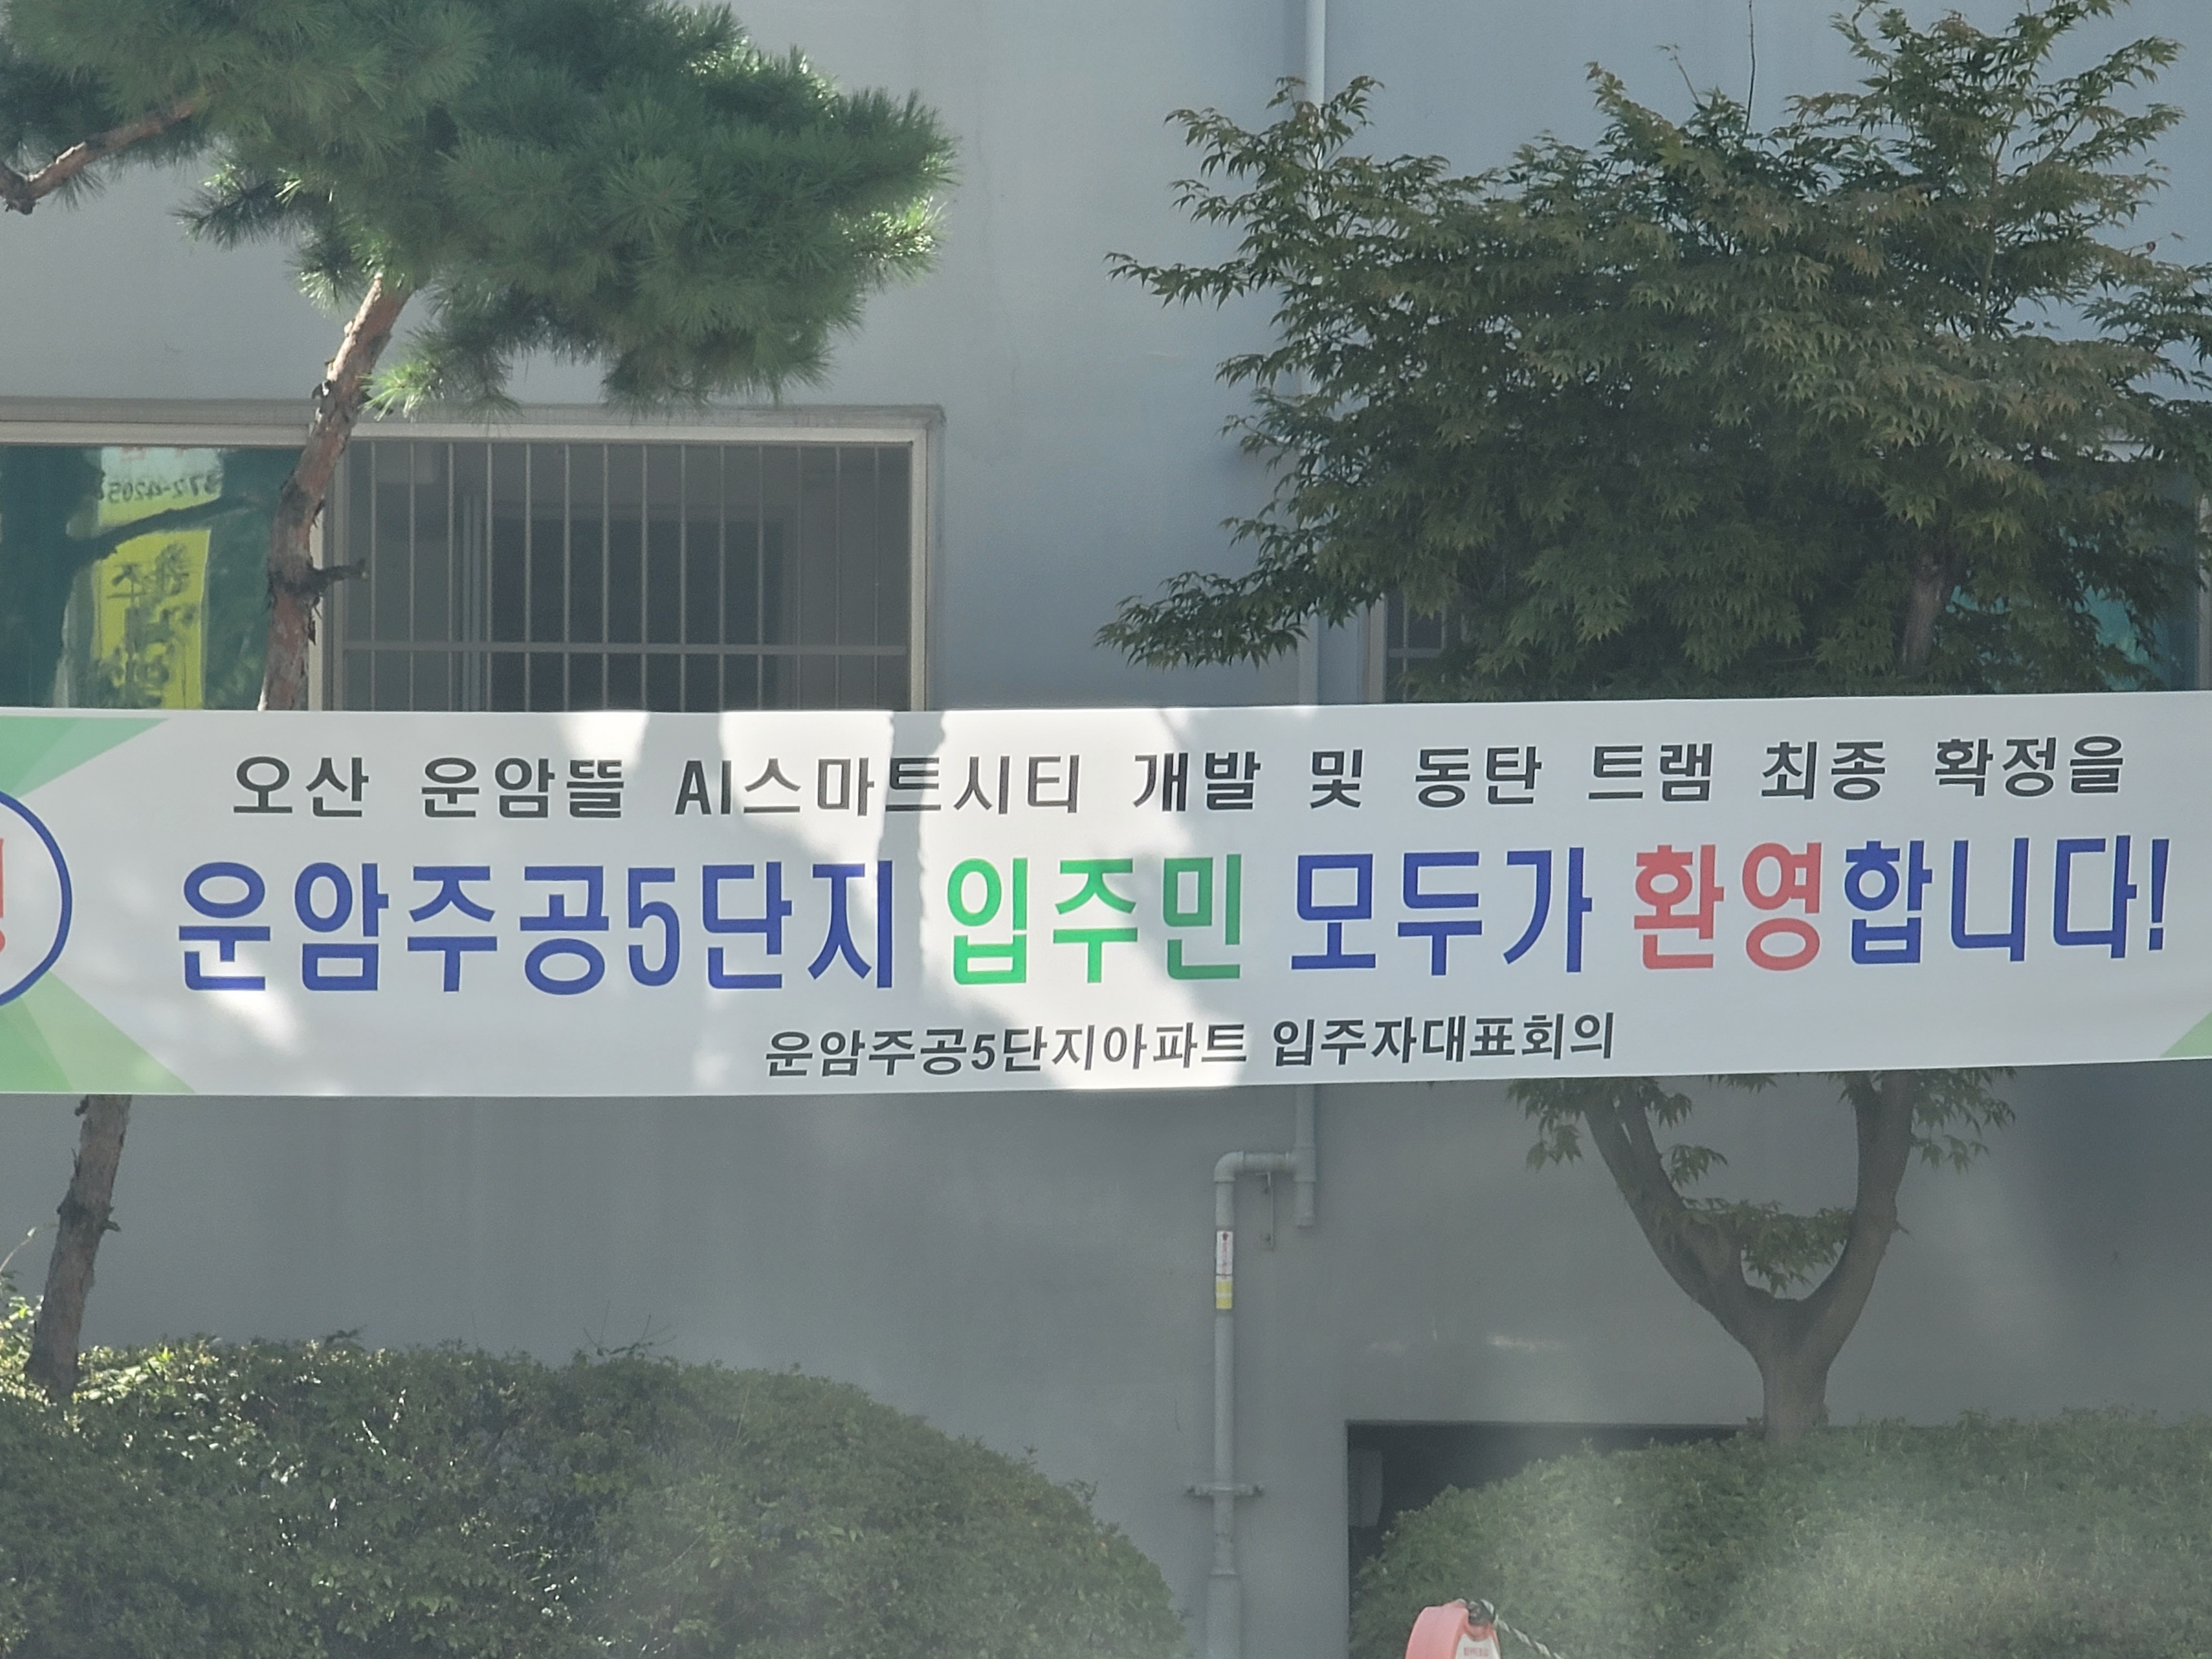 오산 운암뜰 AI스마트시티 개발 및 동탄 트램 최종 확정을
운암주공5단지 입주민 모두가 환영합니다!
운암주공5단지아파트 입주자대표회의